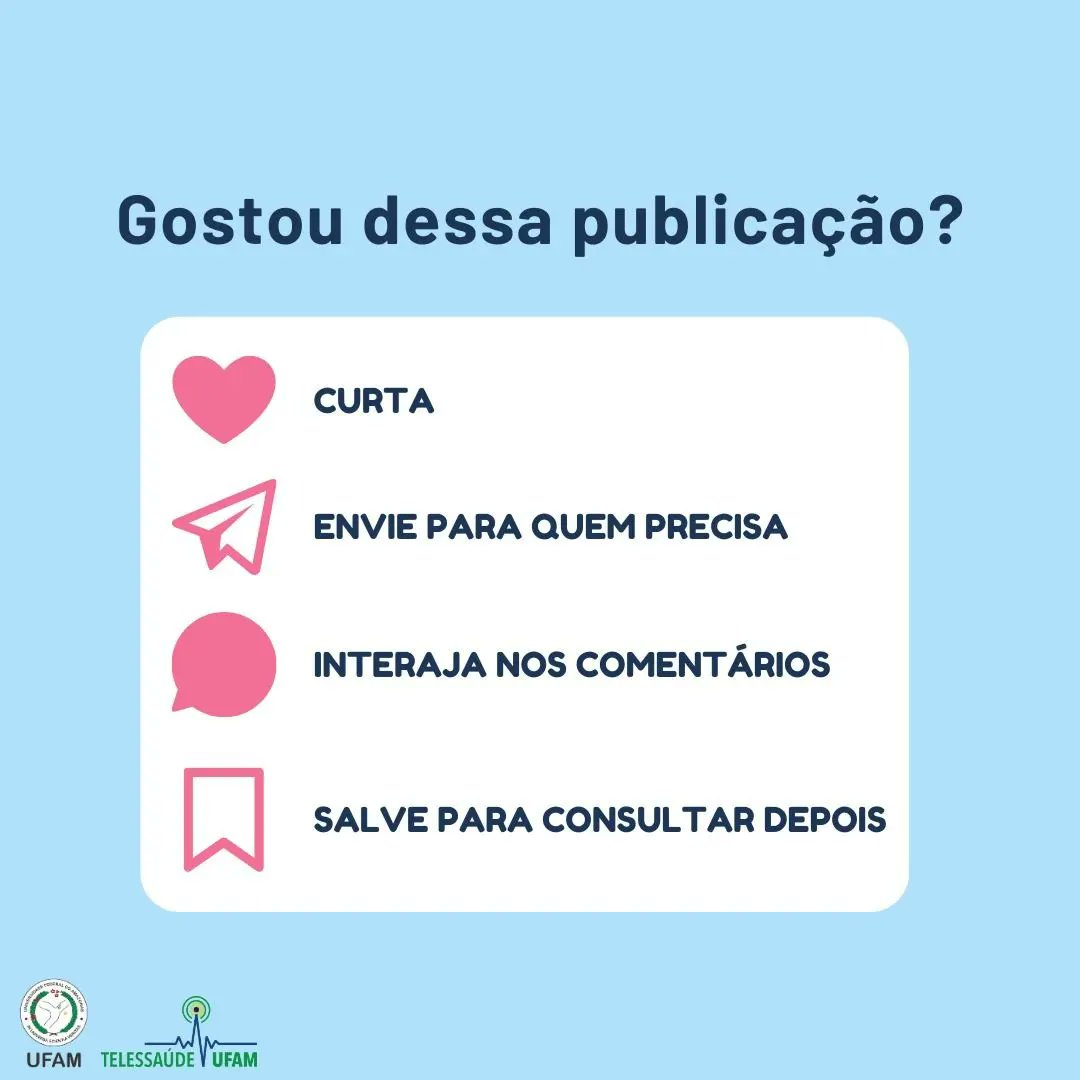 Gostou dessa publicação?
CURTA
ENVIE PARA QUEM PRECISA
INTERAJA NOS COMENTÁRIOS
SALVE PARA CONSULTAR DEPOIS
UFAM
TELESSAÚDE UFAM